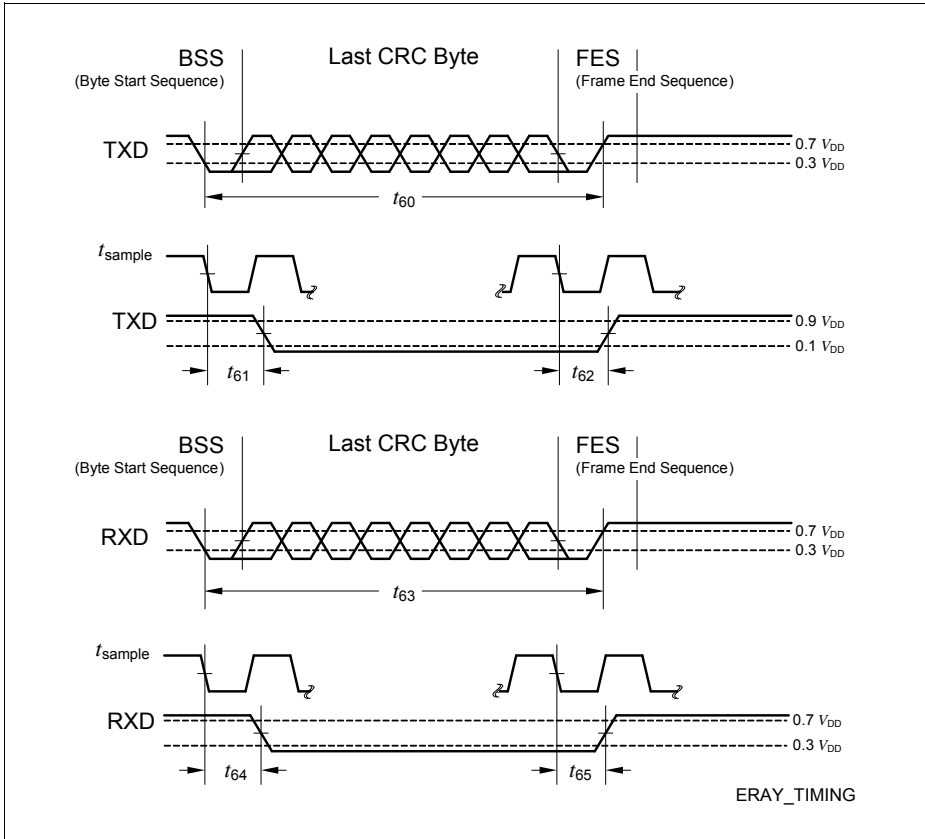 BSS Last CRC Byte FES
(Byte Start Sequence) (Frame End Sequence)
TXD
0.7 VDD
0.3 VDD
t60
tsample
TXD
0.9 VDD
0.1 VDD
t61 t62
BSS Last CRC Byte FES
(Byte Start Sequence) (Frame End Sequence)
RXD
0.7 VDD
0.3 VDD
t63
tsample
RXD
0.7 VDD
0.3 VDD
t64 t65
ERAY_TIMING